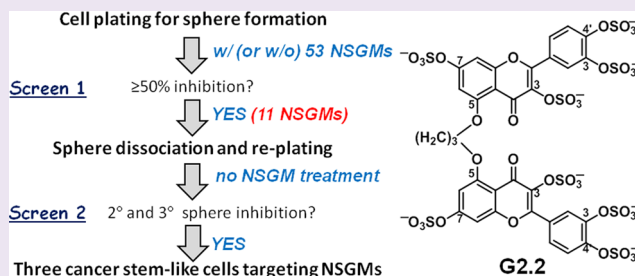 Cell plating for sphere formation
w/ (or w/o) 53 NSGMs
Screen 1
≥50% inhibition?
YES (11 NSGMs)
Sphere dissociation and re-plating
no NSGM treatment
Screen 2
2° and 3° sphere inhibition?
YES
Three cancer stem-like cells targeting NSGMs
4'
OSO₃⁻
⁻O₃SO
7
O
3
OSO₃⁻
3
5
OSO₃⁻
O
O
(H₂C)₃
O
O
5
3
OSO₃⁻
3
⁻O₃SO
7
O
OSO₃⁻
4
OSO₃⁻
G2.2